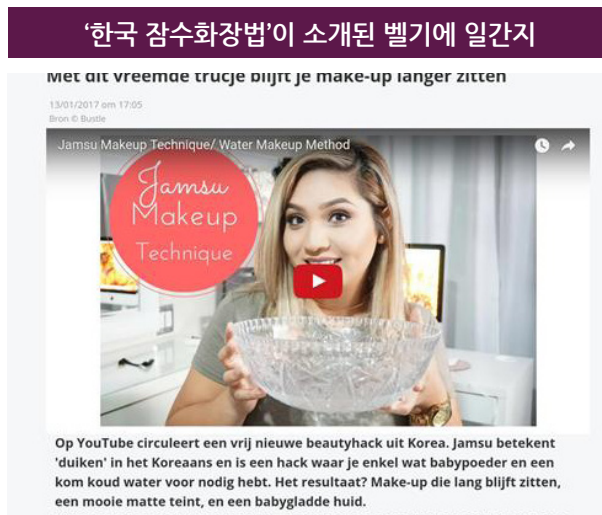 ‘한국 잠수화장법’이 소개된 벨기에 일간지
Met dit vreemde trucje blijft je make-up langer zitten
13/01/2017 om 17:05
Bron © Bustle
Jamsu Makeup Technique/ Water Makeup Method
Jamsu
Makeup
Technique
Op YouTube circuleert een vrij nieuwe beautyhack uit Korea. Jamsu betekent
'duiken' in het Koreaans en is een hack waar je enkel wat babypoeder en een
kom koud water voor nodig hebt. Het resultaat? Make-up die lang blijft zitten,
een mooie matte teint, en een babygladde huid.